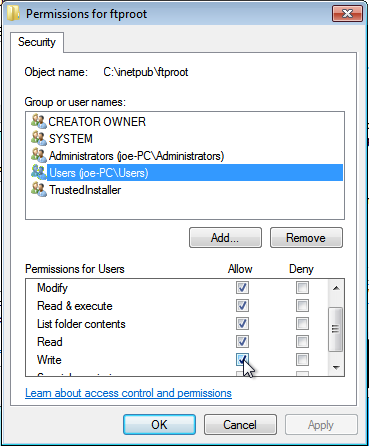 Permissions for ftproot
Security
Object name: C:\inetpub\ftproot
Group or user names:
CREATOR OWNER
SYSTEM
Administrators (joe-PC\Administrators)
Users (joe-PC\Users)
TrustedInstaller
Add... Remove
Permissions for Users Allow Deny
Modify
Read & execute
List folder contents
Read
Write
Learn about access control and permissions
OK Cancel Apply